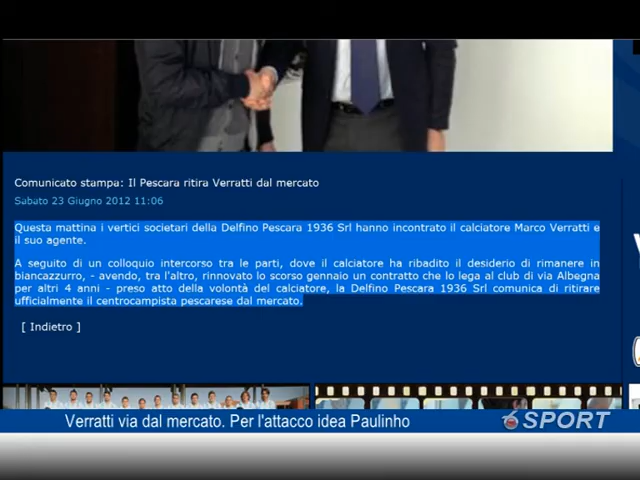 Comunicato stampa: Il Pescara ritira Verratti dal mercato
Sabato 23 Giugno 2012 11:06
Questa mattina i vertici societari della Delfino Pescara 1936 Srl hanno incontrato il calciatore Marco Verratti e
il suo agente.
A seguito di un colloquio intercorso tra le parti, dove il calciatore ha ribadito il desiderio di rimanere in
biancazzurro, - avendo, tra l'altro, rinnovato lo scorso gennaio un contratto che lo lega al club di via Albegna
per altri 4 anni - preso atto della volontà del calciatore, la Delfino Pescara 1936 Srl comunica di ritirare
ufficialmente il centrocampista pescarese dal mercato.
[ Indietro ]
Verratti via dal mercato. Per l'attacco idea Paulinho
SPORT